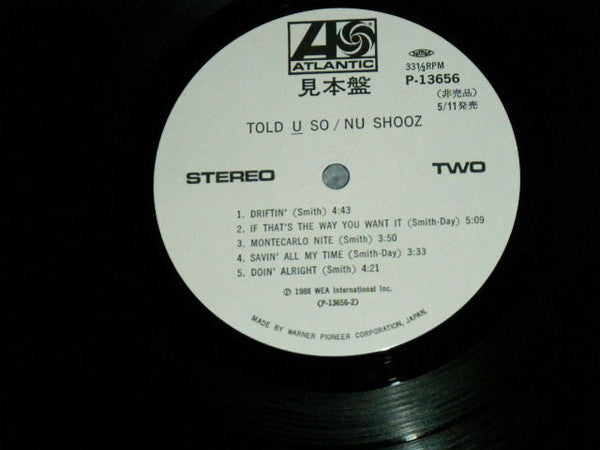 ATLANTIC
見本盤
33⅓RPM
P-13656
(非売品)
5/11発売
TOLD U SO / NU SHOOZ
STEREO
TWO
1. DRIFTIN' (Smith) 4:43
2. IF THAT'S THE WAY YOU WANT IT (Smith-Day) 5:09
3. MONTECARLO NITE (Smith) 3:50
4. SAVIN' ALL MY TIME (Smith-Day) 3:33
5. DOIN' ALRIGHT (Smith) 4:21
Ⓟ 1988 WEA International Inc.
(P-13656-2)
MADE BY WARNER PIONEER CORPORATION, JAPAN.